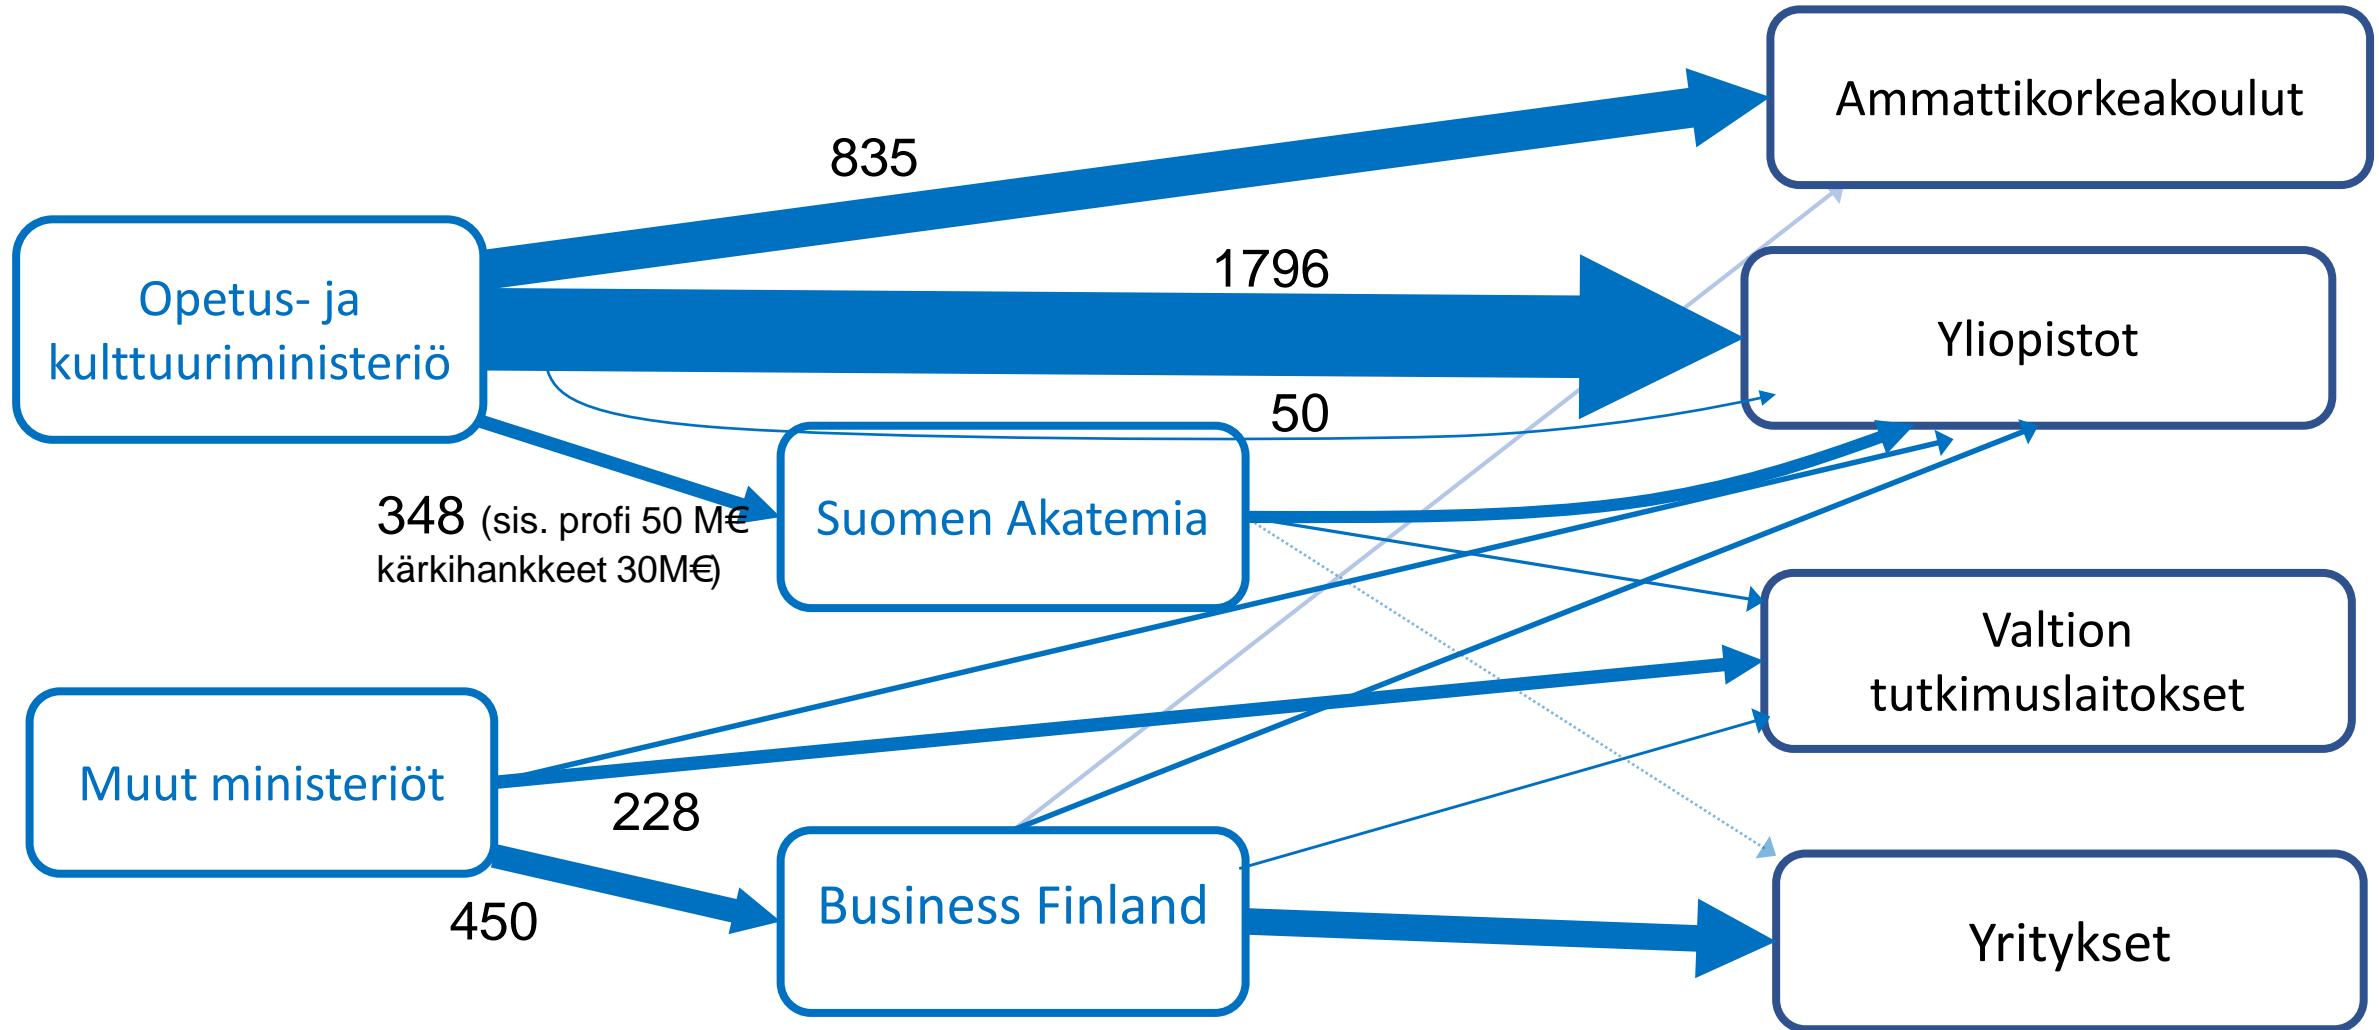 Ammattikorkeakoulut
835
1796
Opetus- ja
kulttuuriministeriö
Yliopistot
50
348 (sis. profi 50 M€
kärkihankkeet 30M€)
Suomen Akatemia
Valtion
tutkimuslaitokset
Muut ministeriöt
228
450
Business Finland
Yritykset